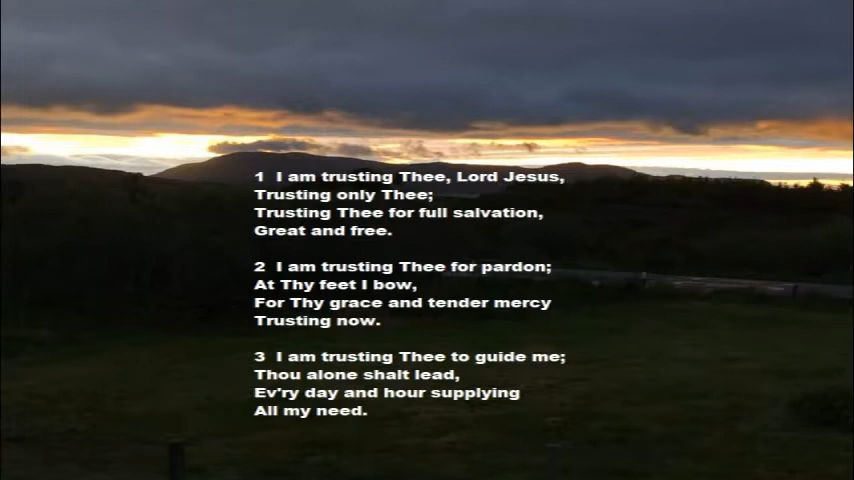 1 I am trusting Thee, Lord Jesus,
Trusting only Thee;
Trusting Thee for full salvation,
Great and free.
2 I am trusting Thee for pardon;
At Thy feet I bow,
For Thy grace and tender mercy
Trusting now.
3 I am trusting Thee to guide me;
Thou alone shalt lead,
Ev'ry day and hour supplying
All my need.